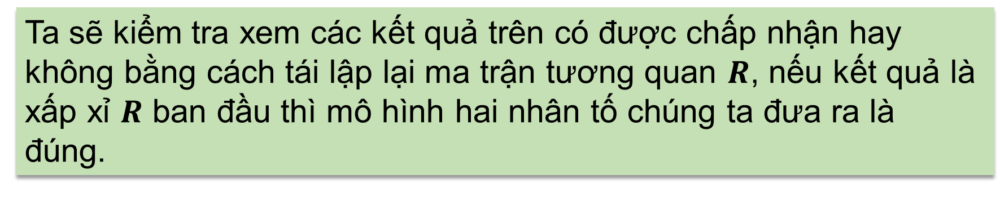 Ta sẽ kiểm tra xem các kết quả trên có được chấp nhận hay
không bằng cách tái lập lại ma trận tương quan R, nếu kết quả là
xấp xỉ R ban đầu thì mô hình hai nhân tố chúng ta đưa ra là
đúng.